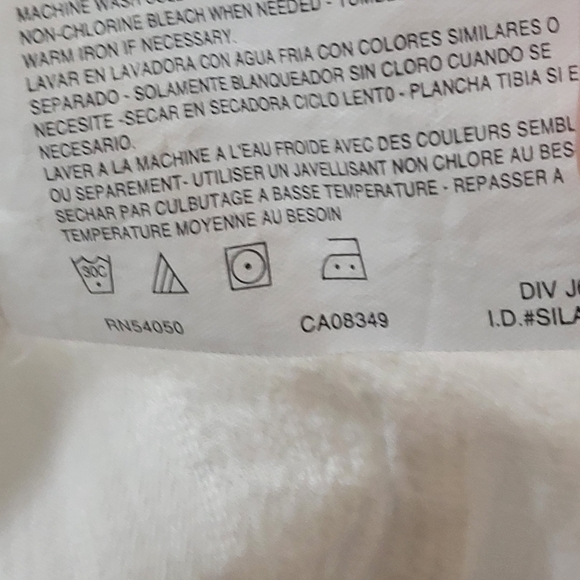 MACHINE WASH
NON-CHLORINE BLEACH WHEN NEEDED -
WARM IRON IF NECESSARY.
LAVAR EN LAVADORA CON AGUA FRIA CON COLORES SIMILARES O
SEPARADO - SOLAMENTE BLANQUEADOR SIN CLORO CUANDO SE
NECESITE -SECAR EN SECADORA CICLO LENTO - PLANCHA TIBIA SI E
NECESARIO.
LAVER A LA MACHINE A L'EAU FROIDE AVEC DES COULEURS SEMBL
OU SEPAREMENT- UTILISER UN JAVELLISANT NON CHLORE AU BES
SECHAR PAR CULBUTAGE A BASSE TEMPERATURE - REPASSER A
TEMPERATURE MOYENNE AU BESOIN
30C
RN54050 CA08349
DIV J
I.D.#SILA